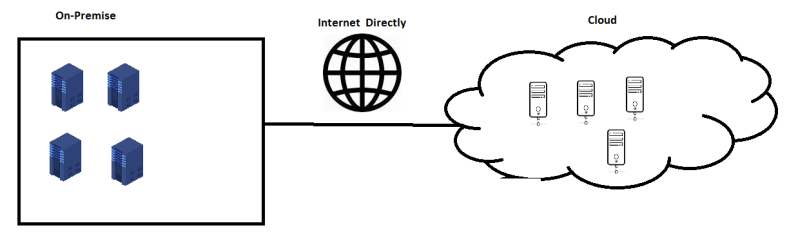 On-Premise
Internet Directly
Cloud